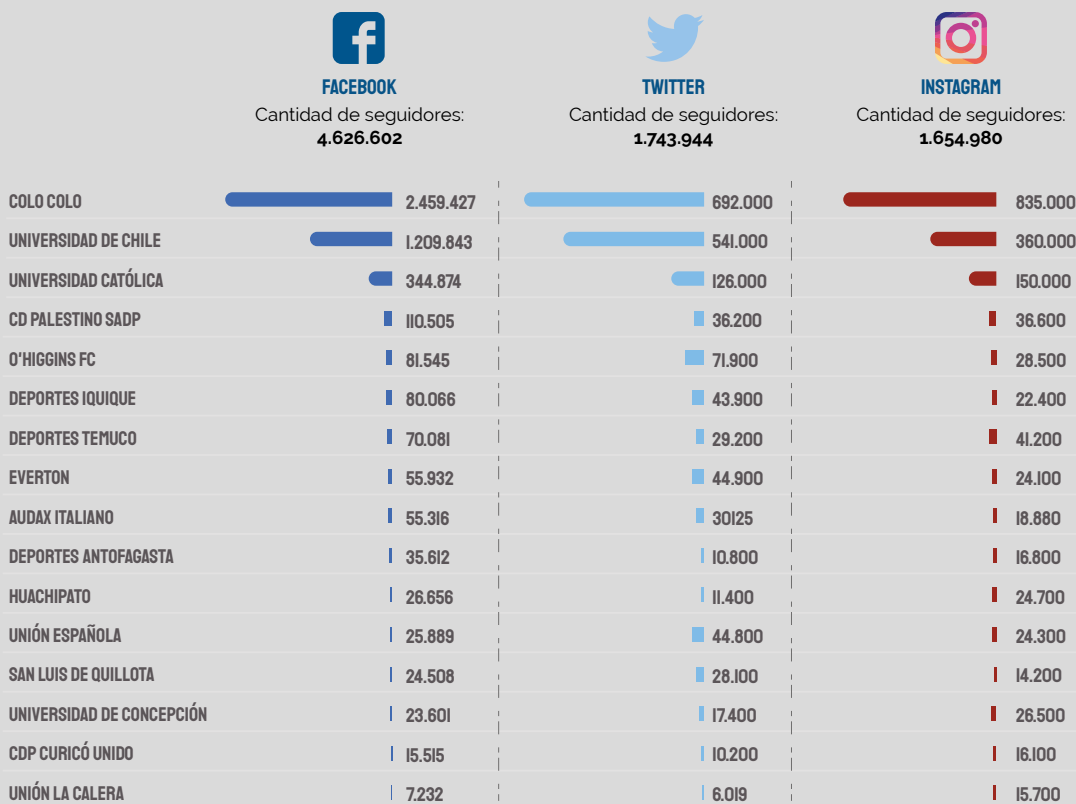 FACEBOOK TWITTER INSTAGRAM
Cantidad de seguidores: Cantidad de seguidores: Cantidad de seguidores:
4.626.602 1.743.944 1.654.980
COLO COLO 2.459.427 692.000 835.000
UNIVERSIDAD DE CHILE 1.209.843 541.000 360.000
UNIVERSIDAD CATÓLICA 344.874 126.000 150.000
CD PALESTINO SADP 110.505 36.200 36.600
O'HIGGINS FC 81.545 71.900 28.500
DEPORTES IQUIQUE 80.066 43.900 22.400
DEPORTES TEMUCO 70.081 29.200 41.200
EVERTON 55.932 44.900 24.100
AUDAX ITALIANO 55.316 30125 18.880
DEPORTES ANTOFAGASTA 35.612 10.800 16.800
HUACHIPATO 26.656 11.400 24.700
UNIÓN ESPAÑOLA 25.889 44.800 24.300
SAN LUIS DE QUILLOTA 24.508 28.100 14.200
UNIVERSIDAD DE CONCEPCIÓN 23.601 17.400 26.500
CDP CURICÓ UNIDO 15.515 10.200 16.100
UNIÓN LA CALERA 7.232 6.019 15.700